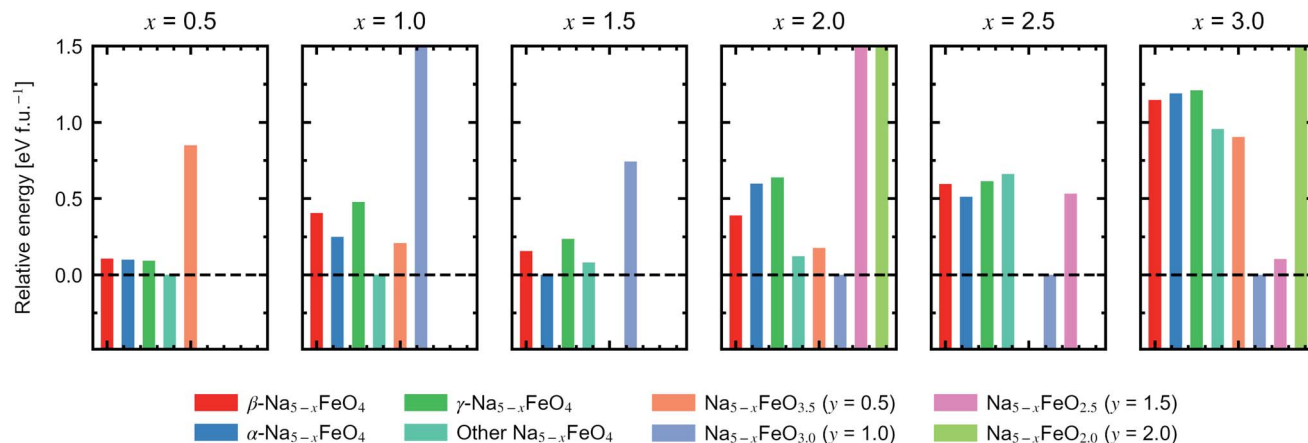 x = 0.5 x = 1.0 x = 1.5 x = 2.0 x = 2.5 x = 3.0
Relative energy [eV f.u.⁻¹]
1.5
1.0
0.5
0.0
β-Na₅₋ₓFeO₄ γ-Na₅₋ₓFeO₄ Na₅₋ₓFeO₃.₅ (y = 0.5) Na₅₋ₓFeO₂.₅ (y = 1.5)
α-Na₅₋ₓFeO₄ Other Na₅₋ₓFeO₄ Na₅₋ₓFeO₃.₀ (y = 1.0) Na₅₋ₓFeO₂.₀ (y = 2.0)